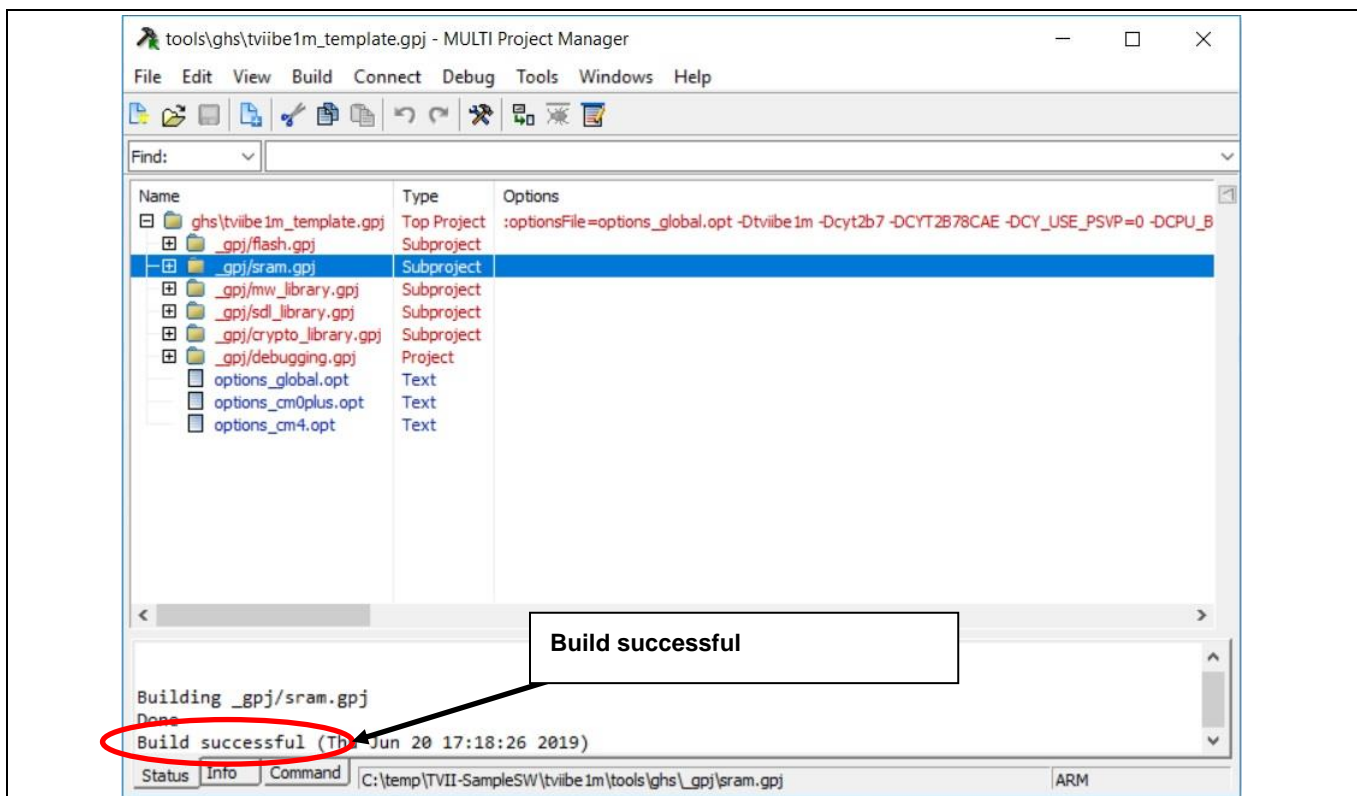 tools\ghs\tviibe1m_template.gpj - MULTI Project Manager
File Edit View Build Connect Debug Tools Windows Help
Find:
Name Type Options
ghs\tviibe1m_template.gpj Top Project :optionsFile=options_global.opt -Dtviibe1m -Dcyt2b7 -DCYT2B78CAE -DCY_USE_PSVP=0 -DCPU_B
_gpj/flash.gpj Subproject
_gpj/sram.gpj Subproject
_gpj/mw_library.gpj Subproject
_gpj/sdl_library.gpj Subproject
_gpj/crypto_library.gpj Subproject
_gpj/debugging.gpj Project
options_global.opt Text
options_cm0plus.opt Text
options_cm4.opt Text
Build successful
Building _gpj/sram.gpj
Done
Build successful (Thu Jun 20 17:18:26 2019)
Status Info Command C:\temp\TVII-SampleSW\tviibe1m\tools\ghs\_gpj\sram.gpj ARM